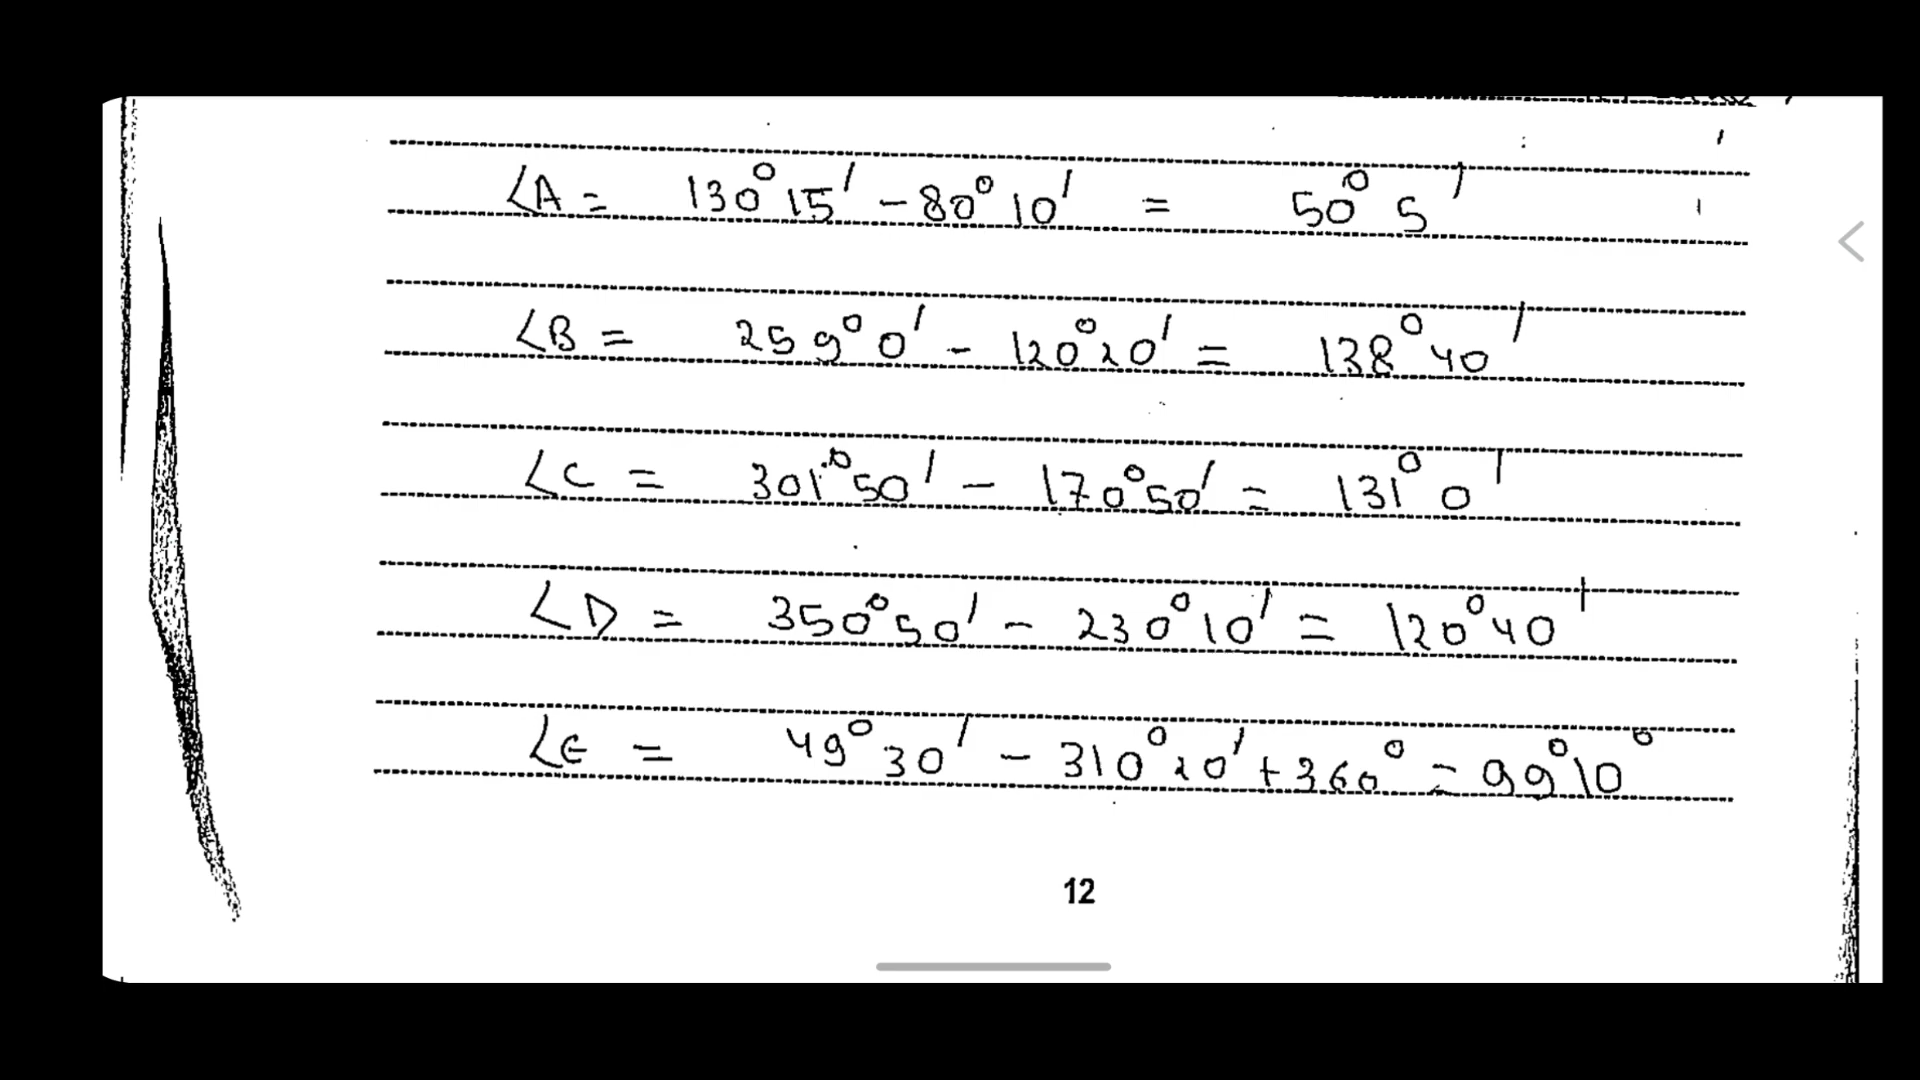 ∠A = 130° 15' - 80° 10' = 50° 5'
∠B = 259° 0' - 120° 20' = 138° 40'
∠C = 301° 50' - 170° 50' = 131° 0'
∠D = 350° 50' - 230° 10' = 120° 40'
∠E = 49° 30' - 310° 20' + 360° = 99° 10°
12